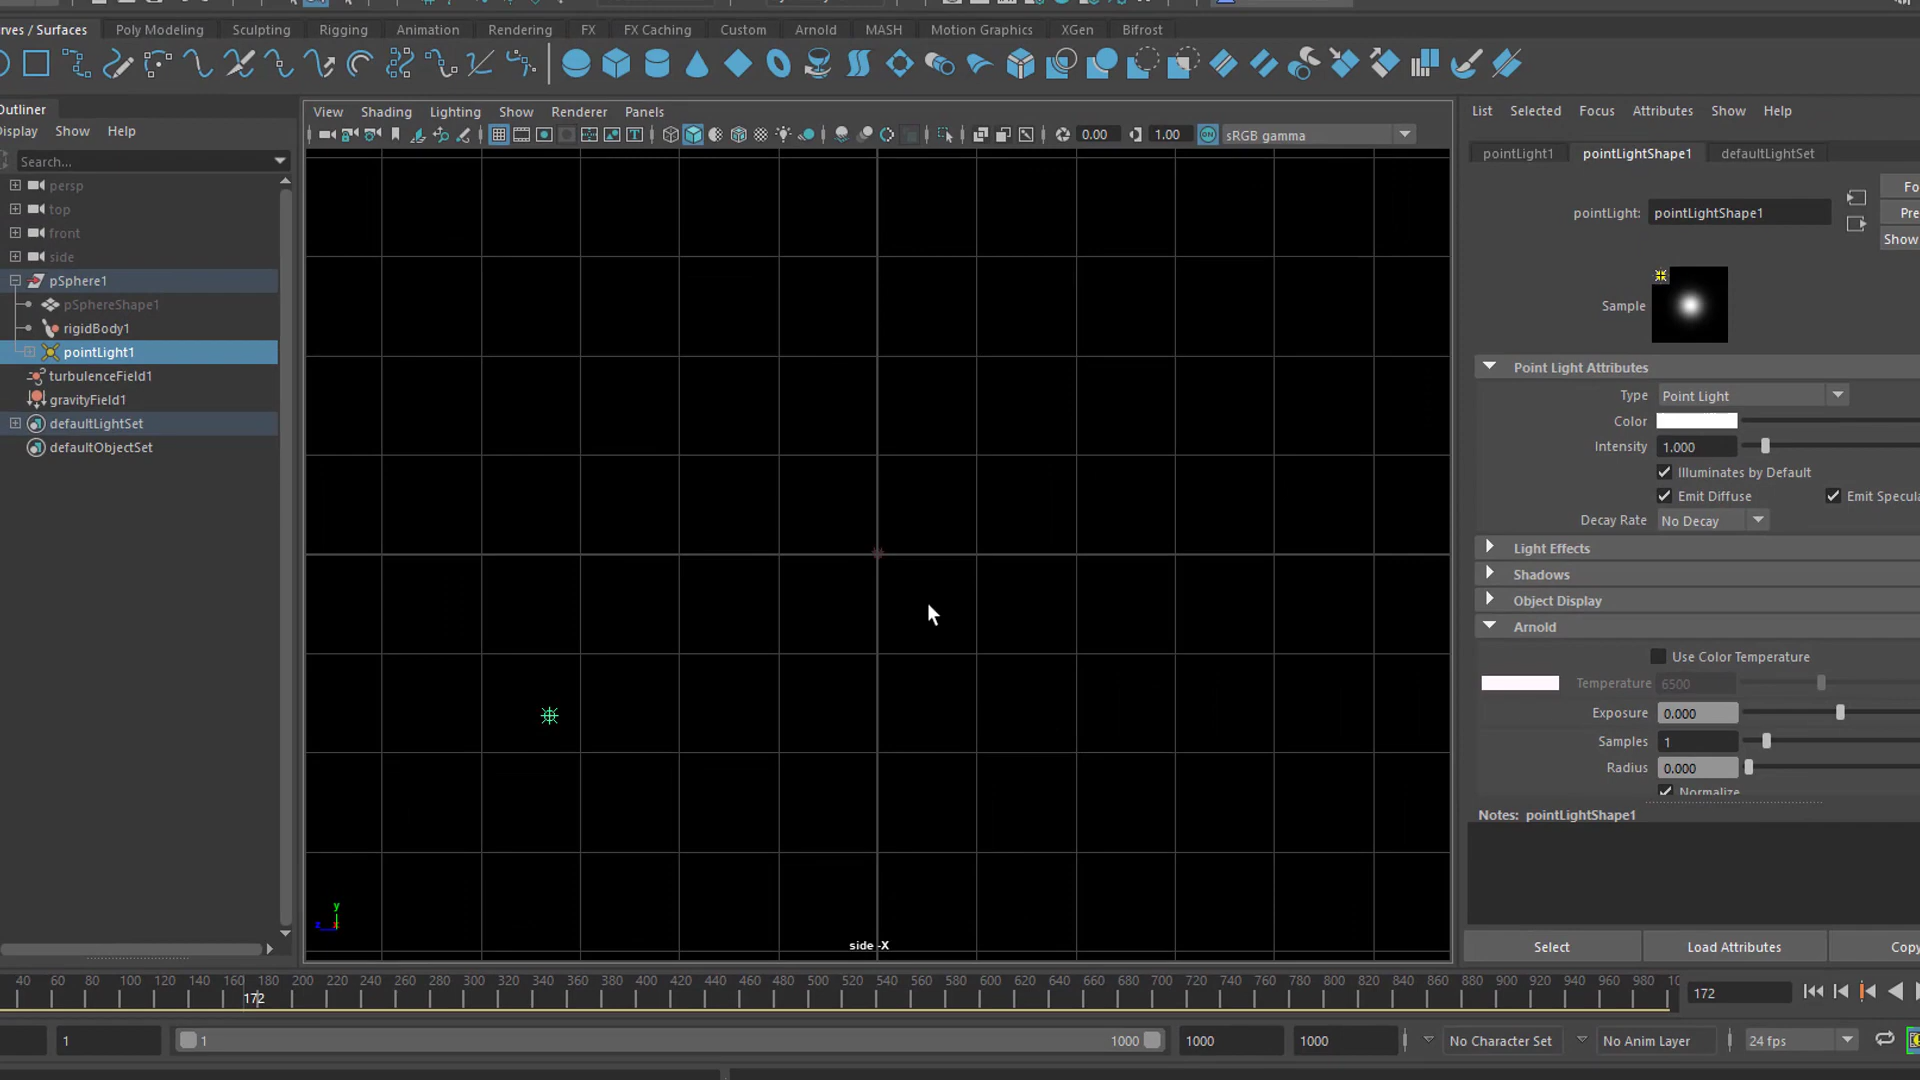 rves / Surfaces
Poly Modeling
Sculpting
Rigging
Animation
Rendering
FX
FX Caching
Custom
Arnold
MASH
Motion Graphics
XGen
Bifrost
Outliner
Display
Show
Help
Search...
persp
top
front
side
pSphere1
pSphereShape1
rigidBody1
pointLight1
turbulenceField1
gravityField1
defaultLightSet
defaultObjectSet
View
Shading
Lighting
Show
Renderer
Panels
0.00
1.00
ON
sRGB gamma
y
z
x
side -X
List
Selected
Focus
Attributes
Show
Help
pointLight1
pointLightShape1
defaultLightSet
pointLight:
pointLightShape1
Fo
Pre
Show
Sample
Point Light Attributes
Type
Point Light
Color
Intensity
1.000
Illuminates by Default
Emit Diffuse
Emit Specula
Decay Rate
No Decay
Light Effects
Shadows
Object Display
Arnold
Use Color Temperature
Temperature
6500
Exposure
0.000
Samples
1
Radius
0.000
Normalize
Notes: pointLightShape1
Select
Load Attributes
Copy
40 60 80 100 120 140 160 180 200 220 240 260 280 300 320 340 360 380 400 420 440 460 480 500 520 540 560 580 600 620 640 660 680 700 720 740 760 780 800 820 840 860 880 900 920 940 960 980 10
172
172
1
1
1000
1000
1000
No Character Set
No Anim Layer
24 fps